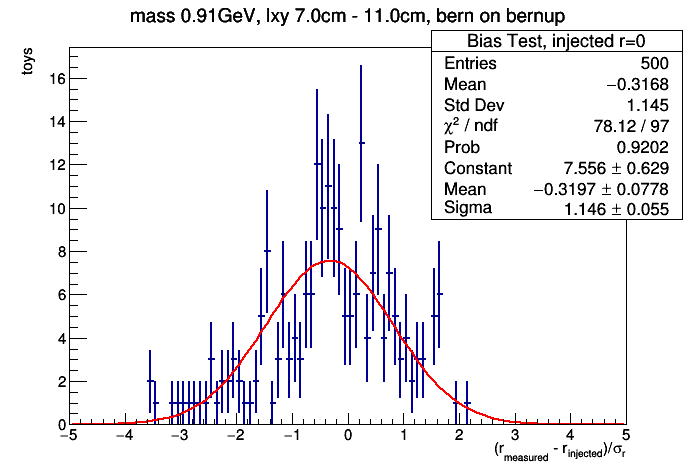 mass 0.91GeV, lxy 7.0cm - 11.0cm, bern on bernup
Bias Test, injected r=0
Entries 500
Mean −0.3168
Std Dev 1.145
χ² / ndf 78.12 / 97
Prob 0.9202
Constant 7.556 ± 0.629
Mean −0.3197 ± 0.0778
Sigma 1.146 ± 0.055
toys
16
14
12
10
8
6
4
2
0
−5 −4 −3 −2 −1 0 1 2 3 4 5
(r_measured - r_injected)/σ_r